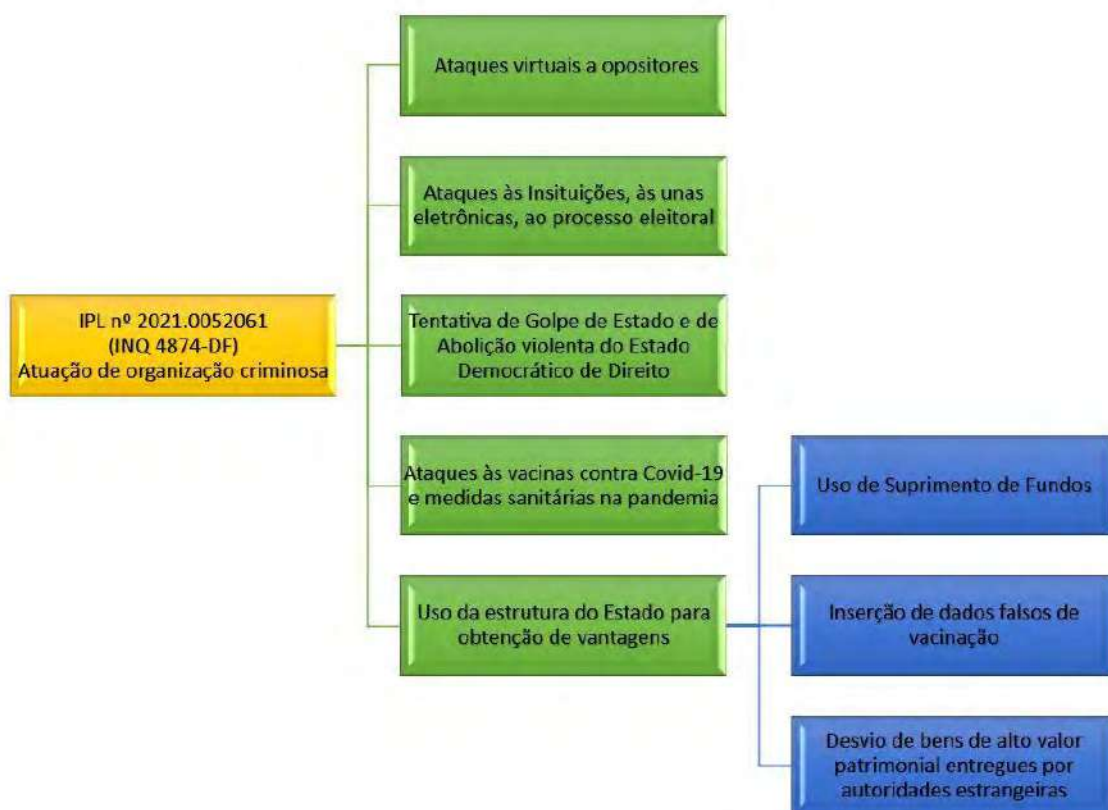 Ataques virtuais a opositores
Ataques às Insituições, às unas
eletrônicas, ao processo eleitoral
IPL nº 2021.0052061
(INQ 4874-DF)
Atuação de organização criminosa
Tentativa de Golpe de Estado e de
Abolição violenta do Estado
Democrático de Direito
Ataques às vacinas contra Covid-19
e medidas sanitárias na pandemia
Uso da estrutura do Estado para
obtenção de vantagens
Uso de Suprimento de Fundos
Inserção de dados falsos de
vacinação
Desvio de bens de alto valor
patrimonial entregues por
autoridades estrangeiras